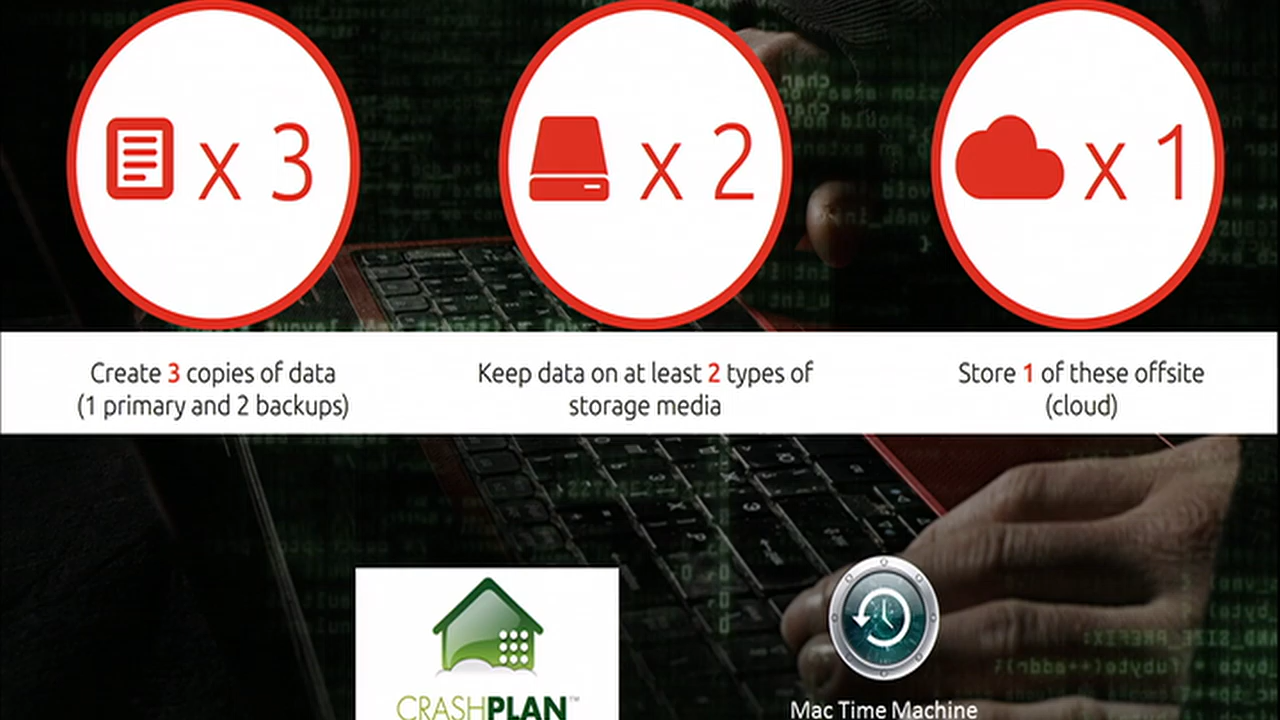 x 3
x 2
x 1
Create 3 copies of data
(1 primary and 2 backups)
Keep data on at least 2 types of
storage media
Store 1 of these offsite
(cloud)
CRASHPLAN™
Mac Time Machine